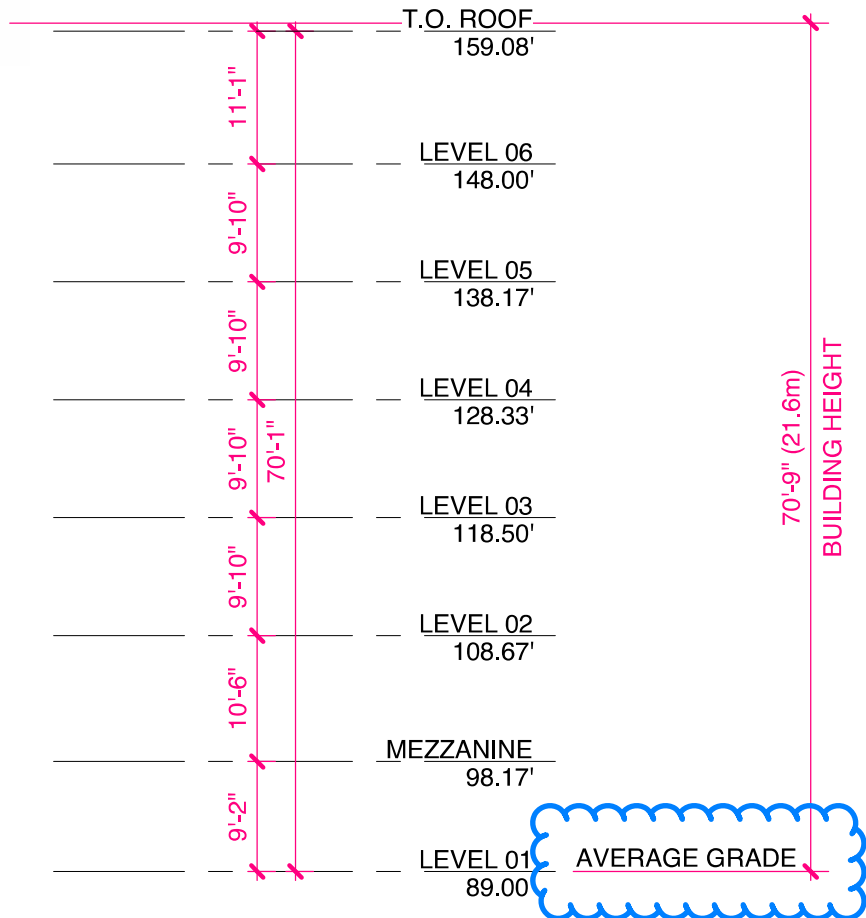 T.O. ROOF
159.08'
11'-1"
LEVEL 06
148.00'
9'-10"
LEVEL 05
138.17'
9'-10"
LEVEL 04
128.33'
9'-10"
70'-1"
70'-9" (21.6m)
BUILDING HEIGHT
LEVEL 03
118.50'
9'-10"
LEVEL 02
108.67'
10'-6"
MEZZANINE
98.17'
9'-2"
LEVEL 01
89.00
AVERAGE GRADE